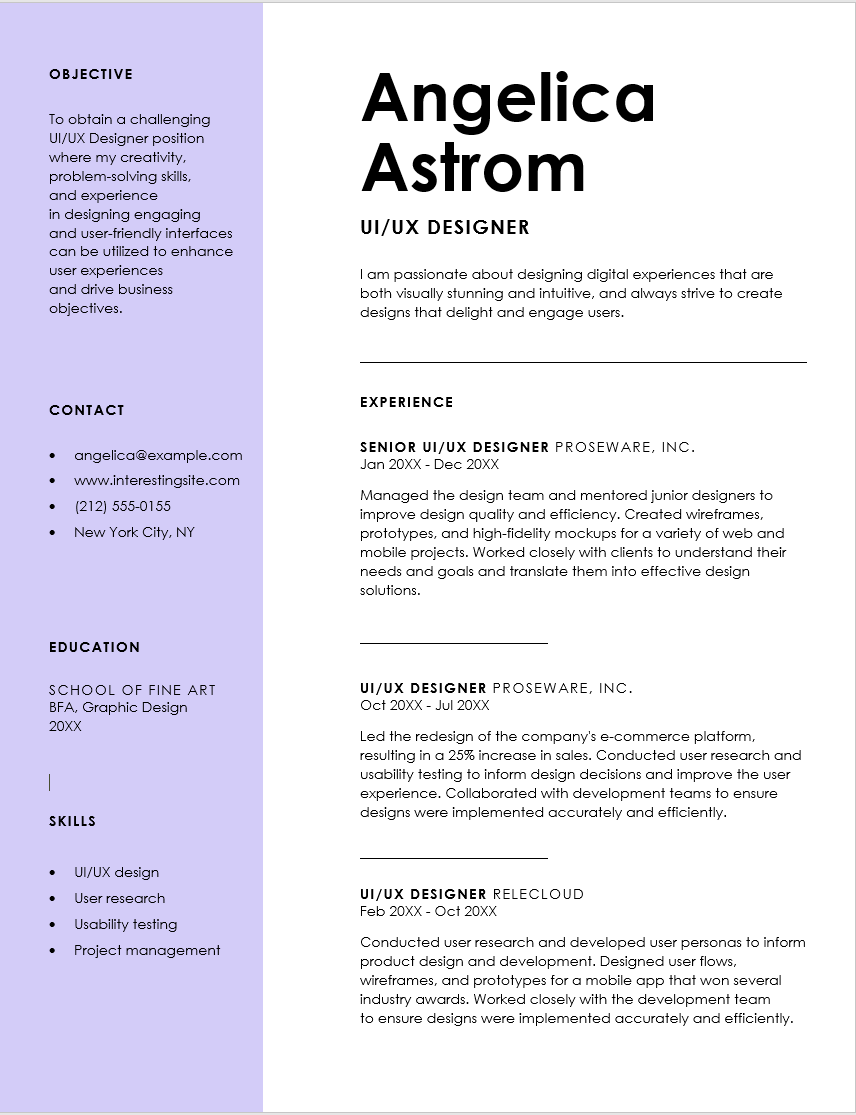 OBJECTIVE
To obtain a challenging
UI/UX Designer position
where my creativity,
problem-solving skills,
and experience
in designing engaging
and user-friendly interfaces
can be utilized to enhance
user experiences
and drive business
objectives.
CONTACT
• angelica@example.com
• www.interestingsite.com
• (212) 555-0155
• New York City, NY
EDUCATION
SCHOOL OF FINE ART
BFA, Graphic Design
20XX
SKILLS
• UI/UX design
• User research
• Usability testing
• Project management
Angelica
Astrom
UI/UX DESIGNER
I am passionate about designing digital experiences that are
both visually stunning and intuitive, and always strive to create
designs that delight and engage users.
EXPERIENCE
SENIOR UI/UX DESIGNER PROSEWARE, INC.
Jan 20XX - Dec 20XX
Managed the design team and mentored junior designers to
improve design quality and efficiency. Created wireframes,
prototypes, and high-fidelity mockups for a variety of web and
mobile projects. Worked closely with clients to understand their
needs and goals and translate them into effective design
solutions.
UI/UX DESIGNER PROSEWARE, INC.
Oct 20XX - Jul 20XX
Led the redesign of the company's e-commerce platform,
resulting in a 25% increase in sales. Conducted user research and
usability testing to inform design decisions and improve the user
experience. Collaborated with development teams to ensure
designs were implemented accurately and efficiently.
UI/UX DESIGNER RELECLOUD
Feb 20XX - Oct 20XX
Conducted user research and developed user personas to inform
product design and development. Designed user flows,
wireframes, and prototypes for a mobile app that won several
industry awards. Worked closely with the development team
to ensure designs were implemented accurately and efficiently.